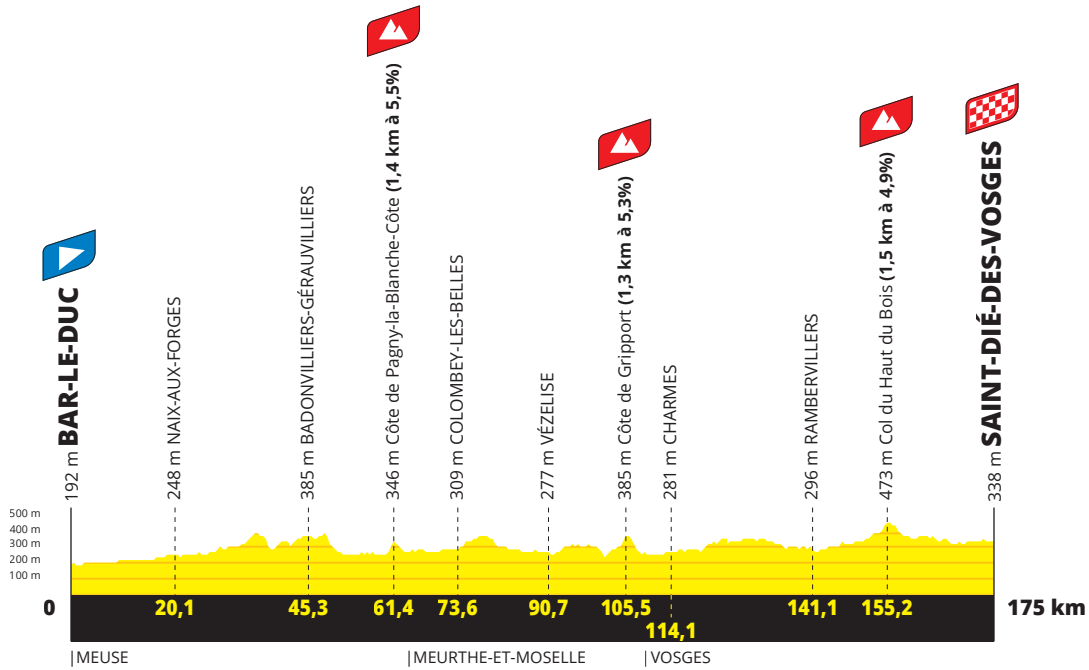 192 m BAR-LE-DUC
248 m NAIX-AUX-FORGES
385 m BADONVILLIERS-GÉRAUVILLIERS
346 m Côte de Pagny-la-Blanche-Côte (1,4 km à 5,5%)
309 m COLOMBEY-LES-BELLES
277 m VÉZELISE
385 m Côte de Gripport (1,3 km à 5,3%)
281 m CHARMES
296 m RAMBERVILLERS
473 m Col du Haut du Bois (1,5 km à 4,9%)
338 m SAINT-DIÉ-DES-VOSGES
500 m
400 m
300 m
200 m
100 m
0
20,1
45,3
61,4
73,6
90,7
105,5
114,1
141,1
155,2
175 km
|MEUSE
|MEURTHE-ET-MOSELLE
|VOSGES